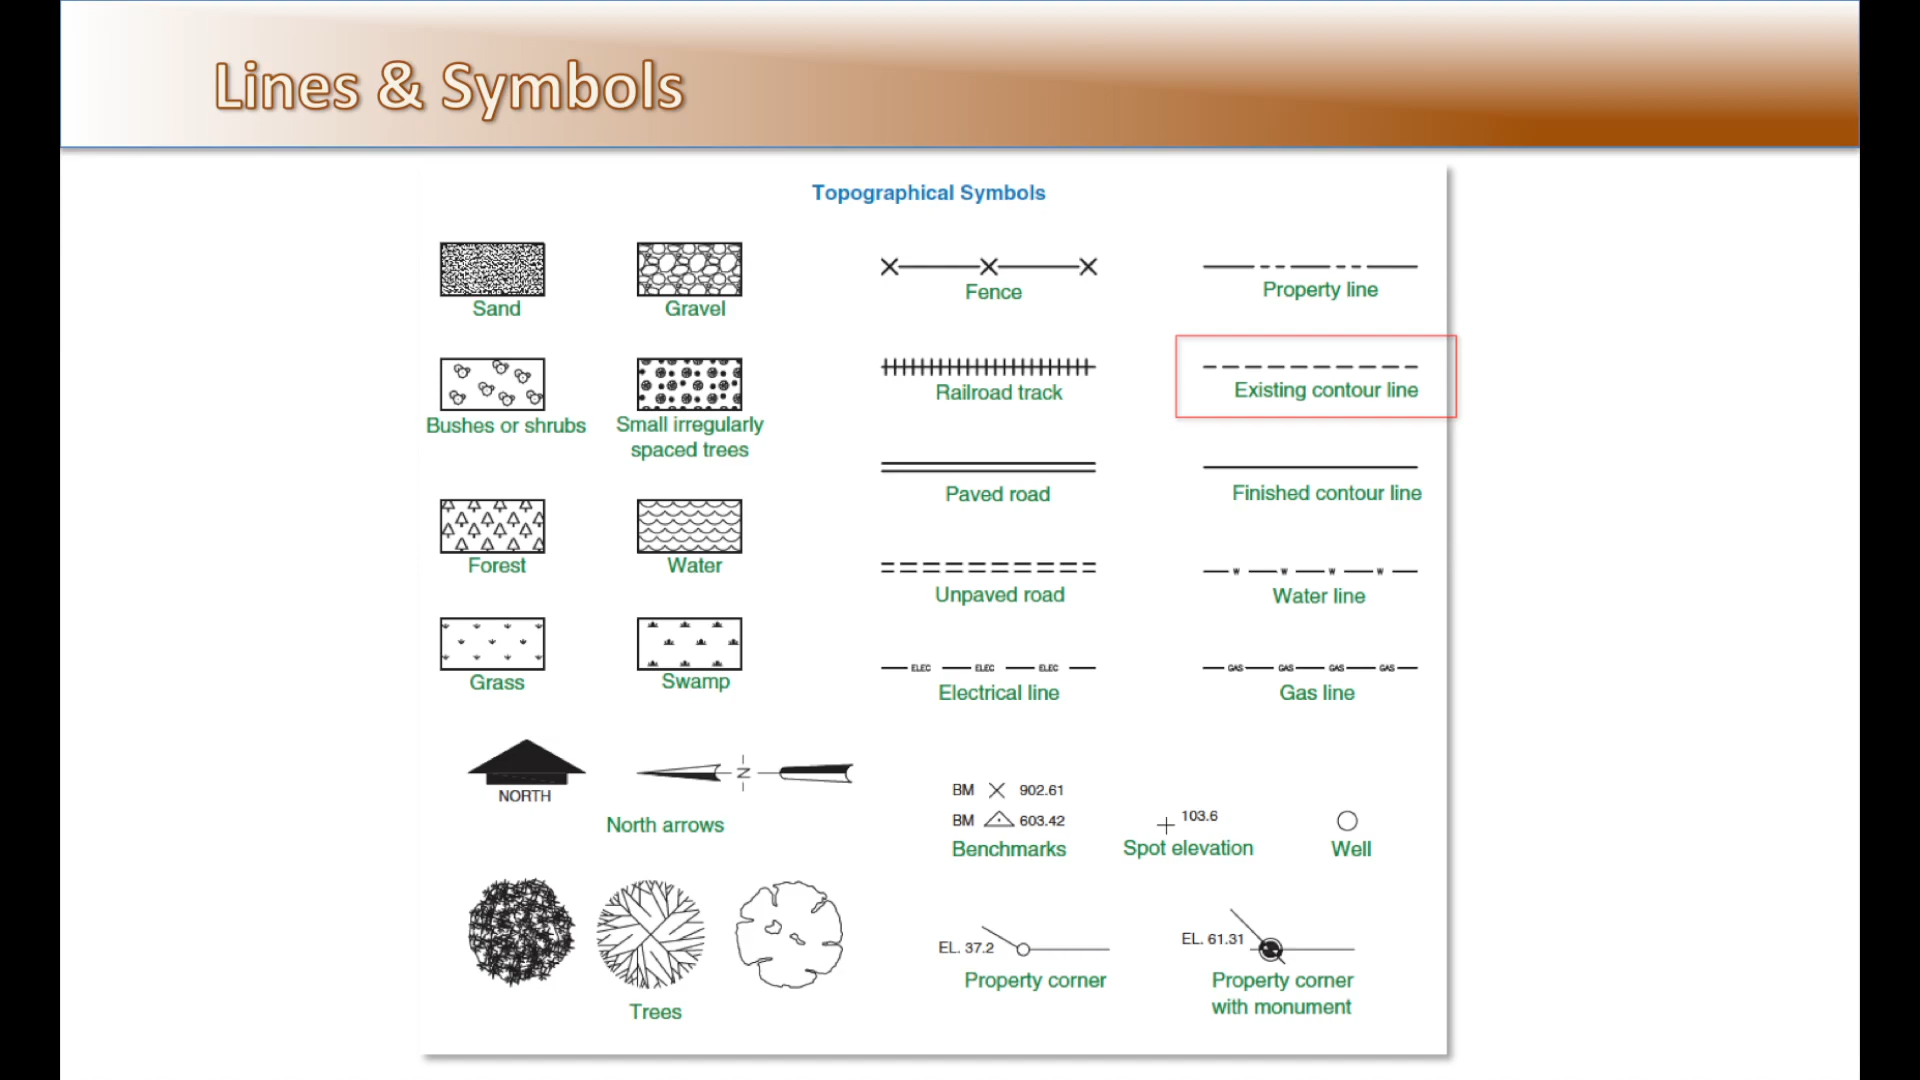 Lines & Symbols
Topographical Symbols
Sand
Gravel
Fence
Property line
Bushes or shrubs
Small irregularly
spaced trees
Railroad track
Existing contour line
Paved road
Finished contour line
Forest
Water
Unpaved road
W W W W
Water line
Grass
Swamp
ELEC ELEC ELEC
Electrical line
GAS GAS GAS GAS
Gas line
NORTH
N
North arrows
BM 902.61
BM 603.42
Benchmarks
103.6
Spot elevation
Well
Trees
EL. 37.2
Property corner
EL. 61.31
Property corner
with monument